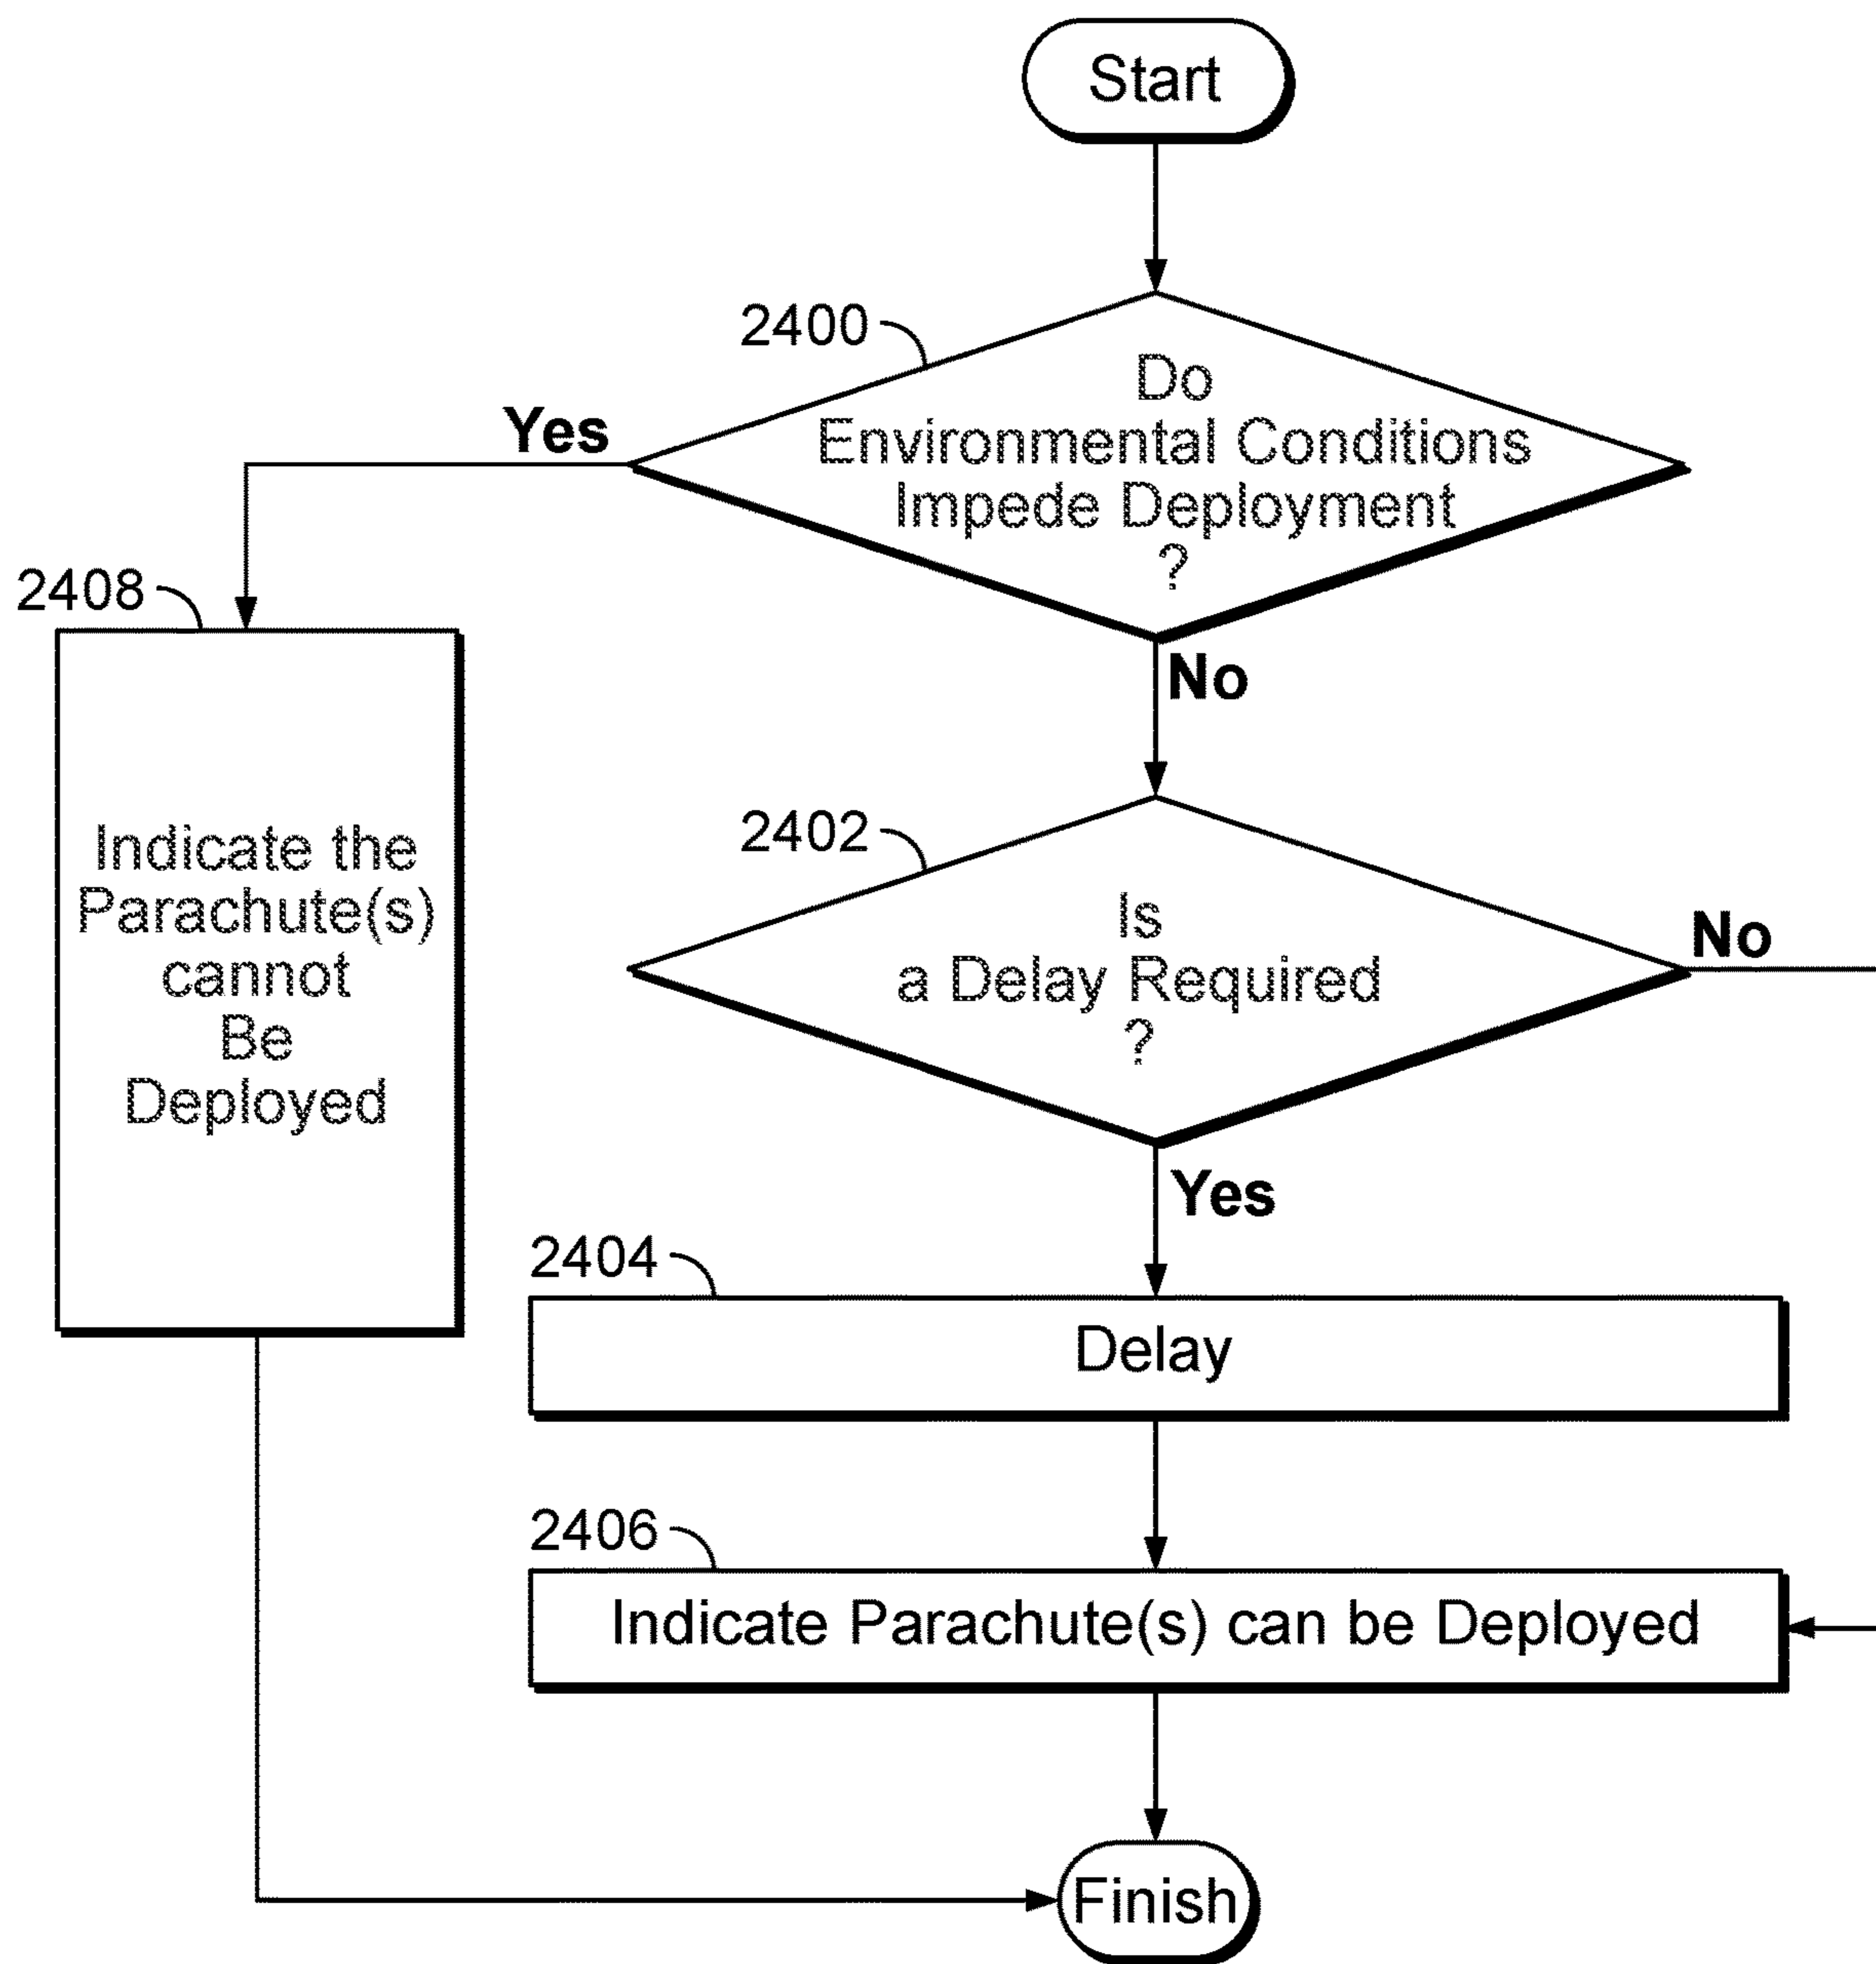 Start
2400
Do
Environmental Conditions
Impede Deployment
?
Yes
No
2408
Indicate the
Parachute(s)
cannot
Be
Deployed
2402
Is
a Delay Required
?
No
Yes
2404
Delay
2406
Indicate Parachute(s) can be Deployed
Finish